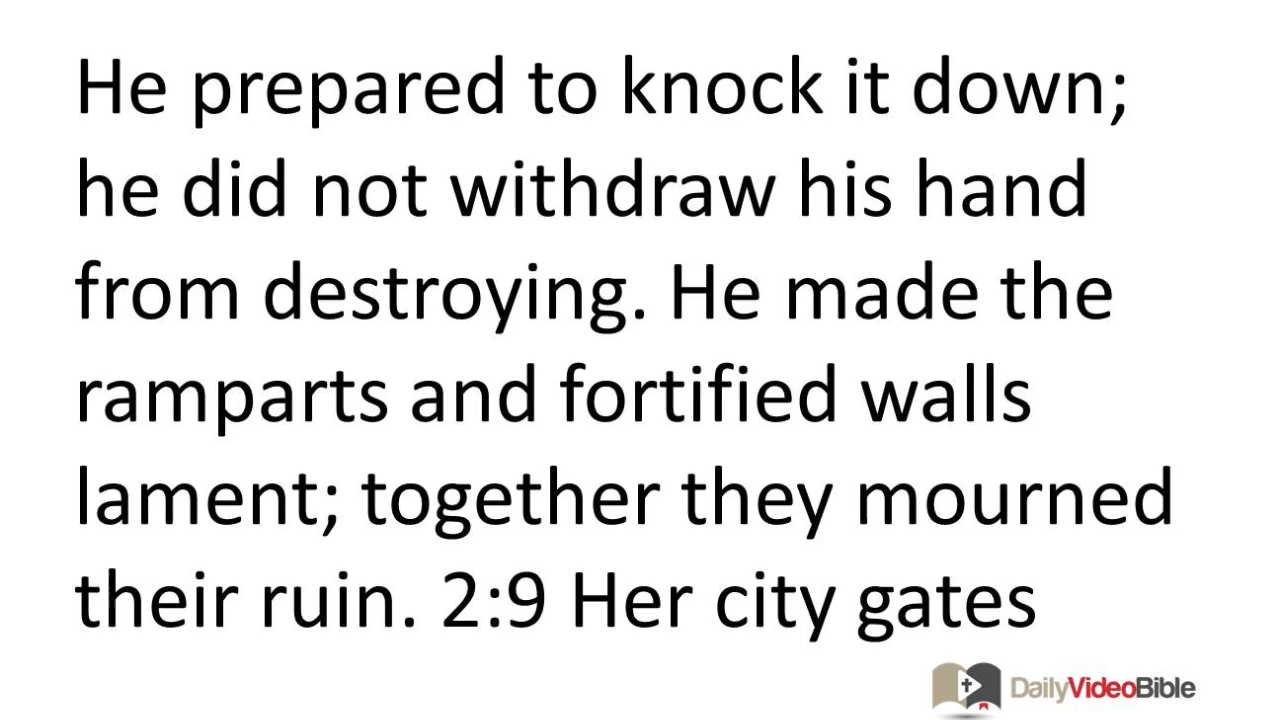 He prepared to knock it down;
he did not withdraw his hand
from destroying. He made the
ramparts and fortified walls
lament; together they mourned
their ruin. 2:9 Her city gates
DailyVideoBible